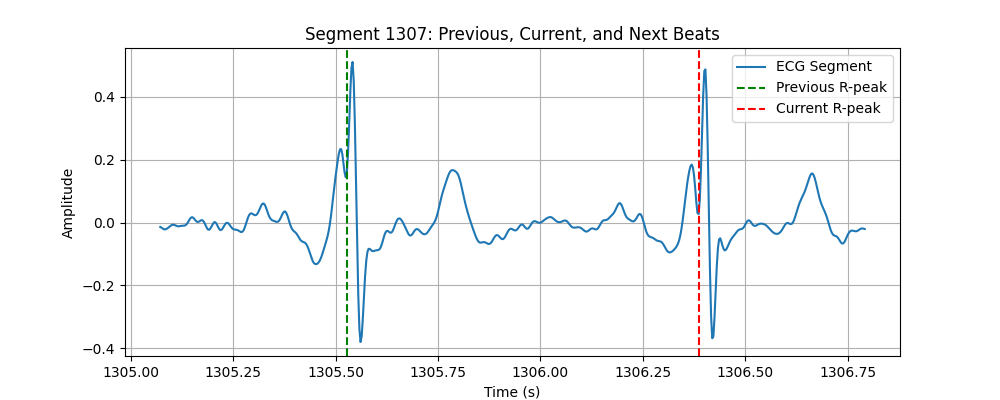 Segment 1307: Previous, Current, and Next Beats
ECG Segment
Previous R-peak
Current R-peak
Amplitude
0.4
0.2
0.0
−0.2
−0.4
1305.00 1305.25 1305.50 1305.75 1306.00 1306.25 1306.50 1306.75
Time (s)